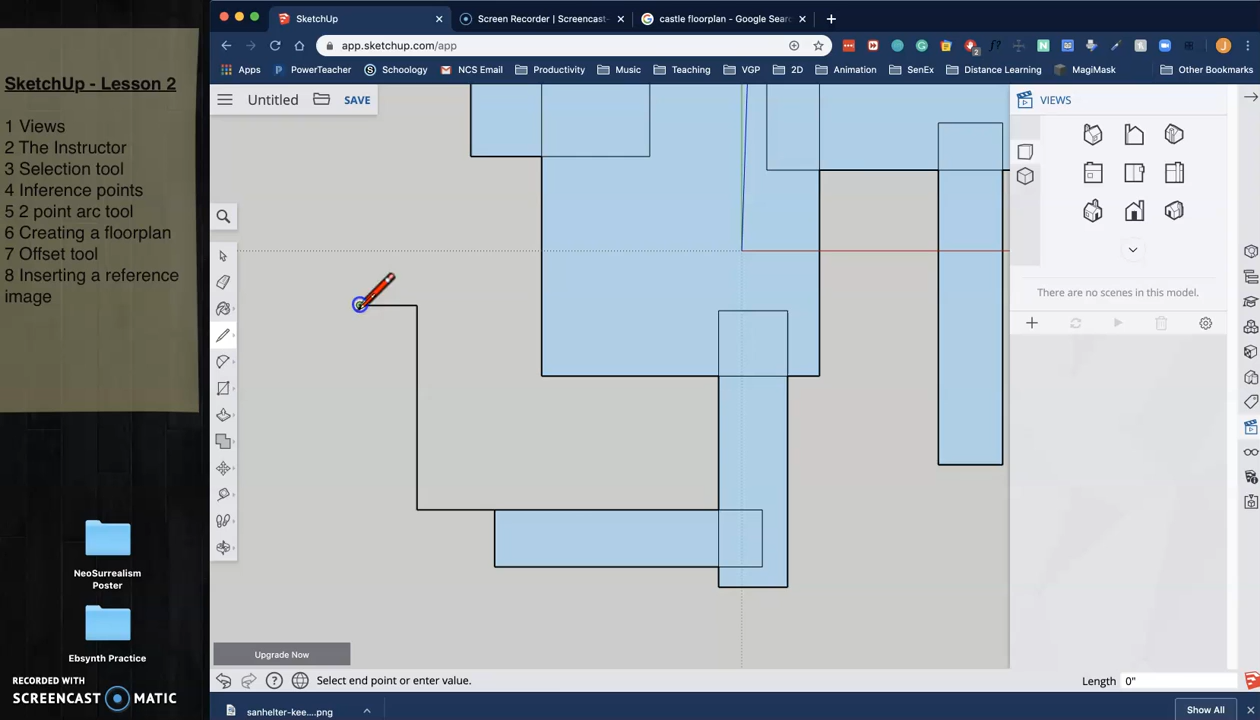 SketchUp
Screen Recorder | Screencast-
castle floorplan - Google Sear
app.sketchup.com/app
Apps
PowerTeacher
Schoology
NCS Email
Productivity
Music
Teaching
VGP
2D
Animation
SenEx
Distance Learning
MagiMask
Other Bookmarks
SketchUp - Lesson 2
1 Views
2 The Instructor
3 Selection tool
4 Inference points
5 2 point arc tool
6 Creating a floorplan
7 Offset tool
8 Inserting a reference
image
Untitled
SAVE
VIEWS
There are no scenes in this model.
NeoSurrealism
Poster
Ebsynth Practice
RECORDED WITH
SCREENCAST MATIC
Upgrade Now
Select end point or enter value.
Length 0"
sanhelter-kee....png
Show All